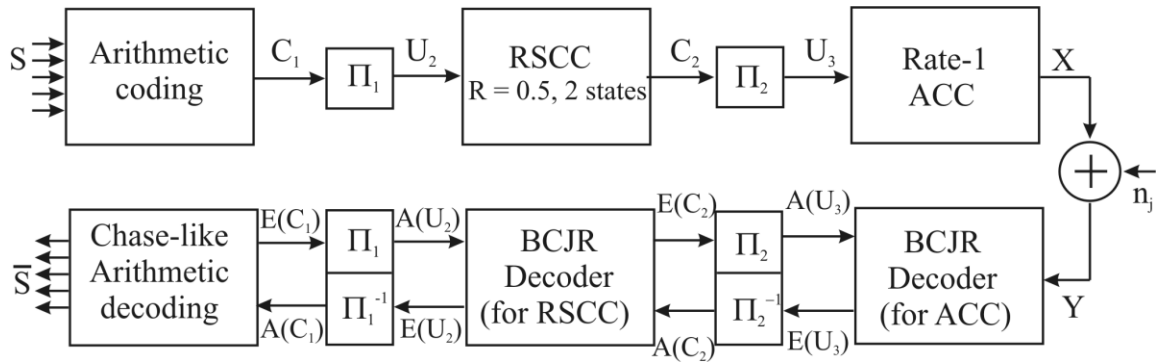 S
Arithmetic
coding
C₁
Π₁
U₂
RSCC
R = 0.5, 2 states
C₂
Π₂
U₃
Rate-1
ACC
X
+
nⱼ
S̄
Chase-like
Arithmetic
decoding
E(C₁)
A(C₁)
Π₁
Π₁⁻¹
A(U₂)
E(U₂)
BCJR
Decoder
(for RSCC)
E(C₂)
A(C₂)
Π₂
Π₂⁻¹
A(U₃)
E(U₃)
BCJR
Decoder
(for ACC)
Y